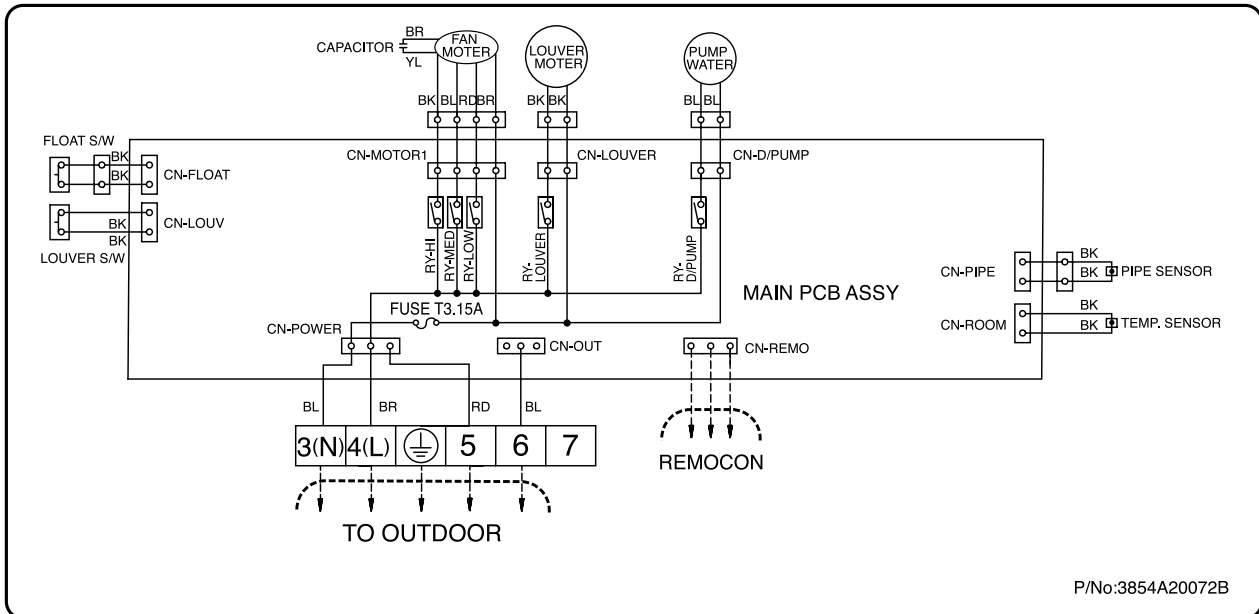 BR
CAPACITOR
YL
FAN
MOTER
LOUVER
MOTER
PUMP
WATER
BK BL RD BR
BK BK
BL BL
FLOAT S/W
BK
BK
CN-FLOAT
CN-MOTOR1
CN-LOUVER
CN-D/PUMP
CN-LOUV
BK
BK
LOUVER S/W
RY-HI
RY-MED
RY-LOW
RY-
LOUVER
RY-
D/PUMP
MAIN PCB ASSY
CN-PIPE
BK
BK
PIPE SENSOR
CN-ROOM
BK
BK
TEMP. SENSOR
FUSE T3.15A
CN-POWER
CN-OUT
CN-REMO
BL
BR
RD
BL
3(N) 4(L) 5 6 7
REMOCON
TO OUTDOOR
P/No:3854A20072B